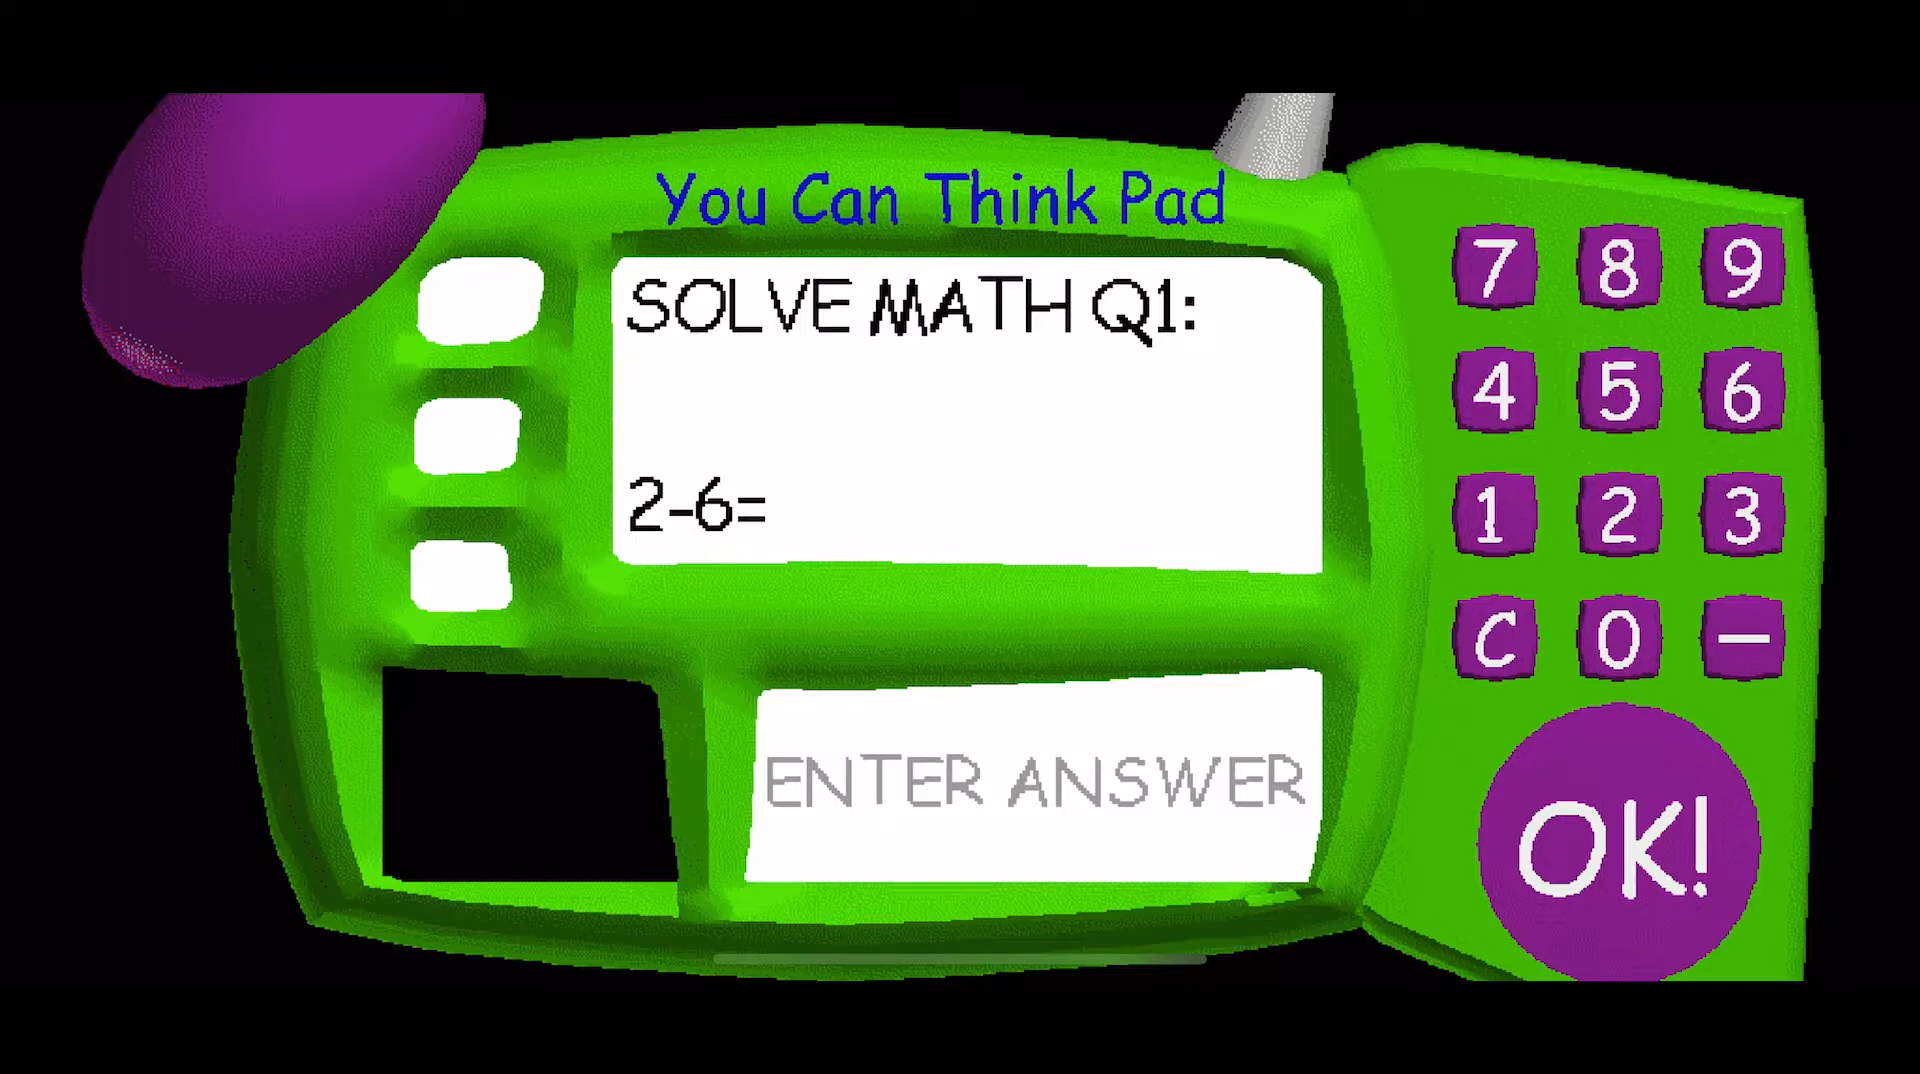 You Can Think Pad
SOLVE MATH Q1:
2-6=
ENTER ANSWER
7 8 9
4 5 6
1 2 3
C 0 -
OK!